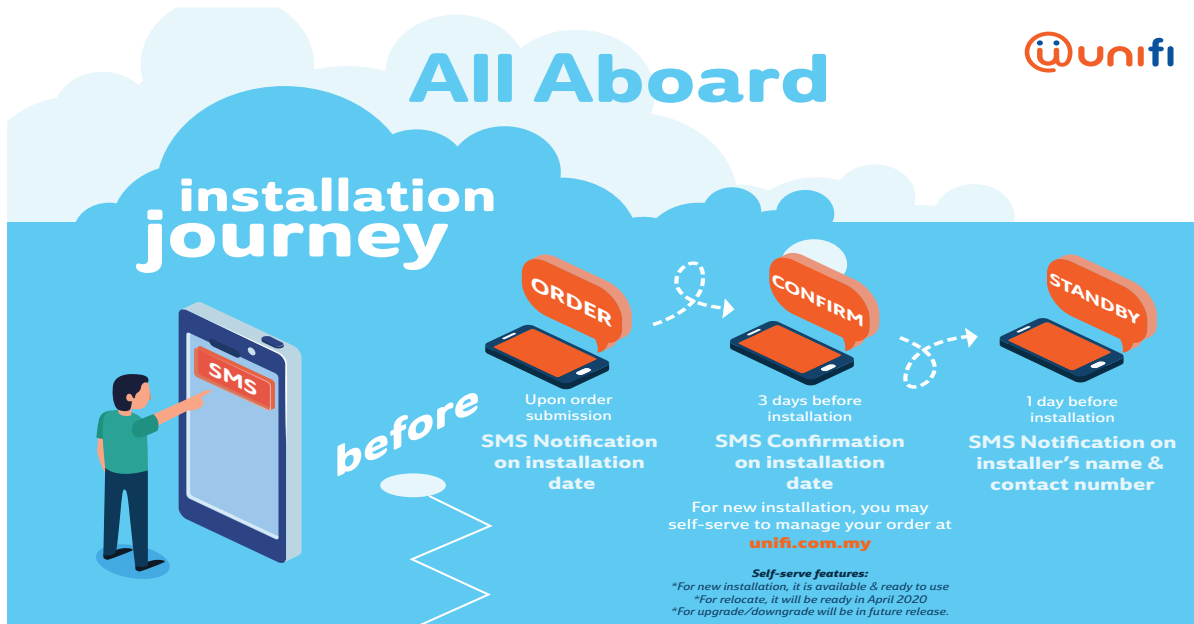 All Aboard
unifi
installation
journey
SMS
before
ORDER
Upon order
submission
SMS Notification
on installation
date
CONFIRM
3 days before
installation
SMS Confirmation
on installation
date
For new installation, you may
self-serve to manage your order at
unifi.com.my
Self-serve features:
*For new installation, it is available & ready to use
*For relocate, it will be ready in April 2020
*For upgrade/downgrade will be in future release.
STANDBY
1 day before
installation
SMS Notification on
installer's name &
contact number